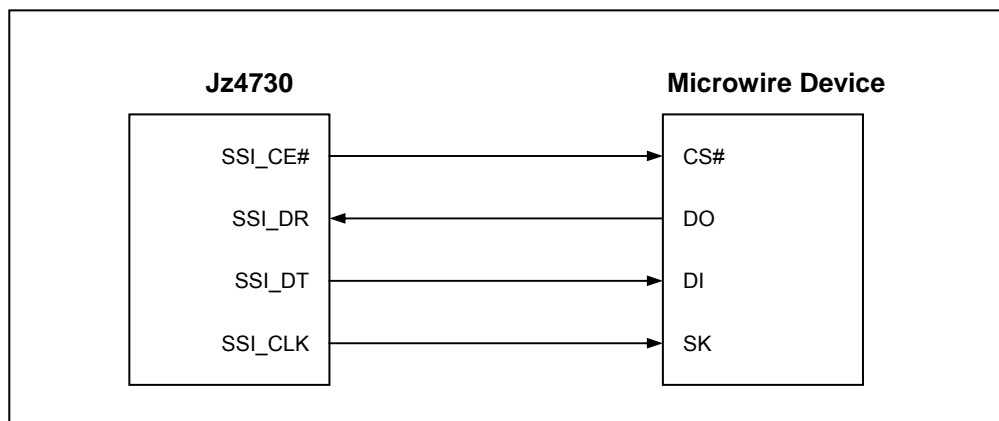 Jz4730 Microwire Device
SSI_CE# CS#
SSI_DR DO
SSI_DT DI
SSI_CLK SK